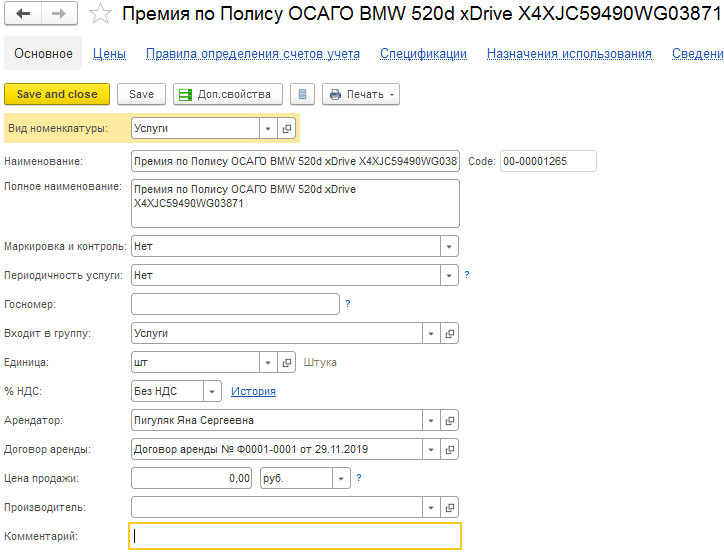 Премия по Полису ОСАГО BMW 520d xDrive X4XJC59490WG03871
Основное Цены Правила определения счетов учета Спецификации Назначения использования Сведени
Save and close Save Доп.свойства Печать
Вид номенклатуры: Услуги
Наименование: Премия по Полису ОСАГО BMW 520d xDrive X4XJC59490WG0387 Code: 00-00001265
Полное наименование: Премия по Полису ОСАГО BMW 520d xDrive
X4XJC59490WG03871
Маркировка и контроль: Нет
Периодичность услуги: Нет ?
Госномер: ?
Входит в группу: Услуги
Единица: шт Штука
% НДС: Без НДС История
Арендатор: Пигуляк Яна Сергеевна
Договор аренды: Договор аренды № Ф0001-0001 от 29.11.2019
Цена продажи: 0,00 руб. ?
Производитель:
Комментарий: